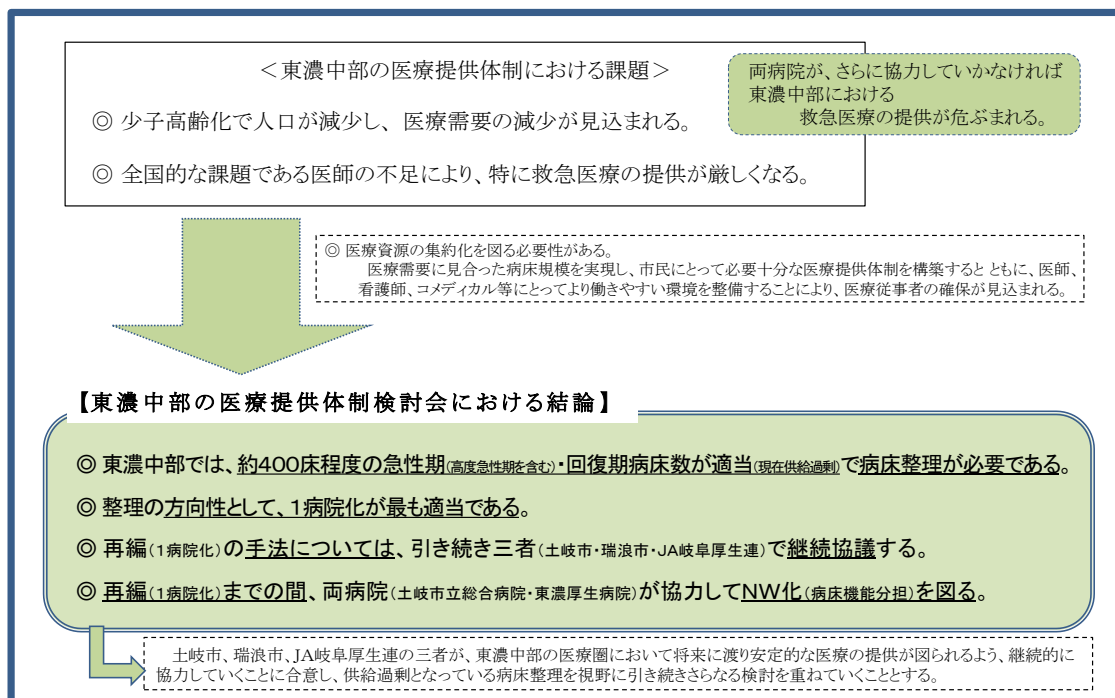 ＜東濃中部の医療提供体制における課題＞
◎ 少子高齢化で人口が減少し、医療需要の減少が見込まれる。
◎ 全国的な課題である医師の不足により、特に救急医療の提供が厳しくなる。
両病院が、さらに協力していかなければ
東濃中部における
救急医療の提供が危ぶまれる。
◎ 医療資源の集約化を図る必要性がある。
医療需要に見合った病床規模を実現し、市民にとって必要十分な医療提供体制を構築すると ともに、医師、
看護師、コメディカル等にとってより働きやすい環境を整備することにより、医療従事者の確保が見込まれる。
【東濃中部の医療提供体制検討会における結論】
◎ 東濃中部では、約400床程度の急性期(高度急性期を含む)・回復期病床数が適当(現在供給過剰)で病床整理が必要である。
◎ 整理の方向性として、1病院化が最も適当である。
◎ 再編(1病院化)の手法については、引き続き三者(土岐市・瑞浪市・JA岐阜厚生連)で継続協議する。
◎ 再編(1病院化)までの間、両病院(土岐市立総合病院・東濃厚生病院)が協力してNW化(病床機能分担)を図る。
土岐市、瑞浪市、JA岐阜厚生連の三者が、東濃中部の医療圏において将来に渡り安定的な医療の提供が図られるよう、継続的に
協力していくことに合意し、供給過剰となっている病床整理を視野に引き続きさらなる検討を重ねていくこととする。